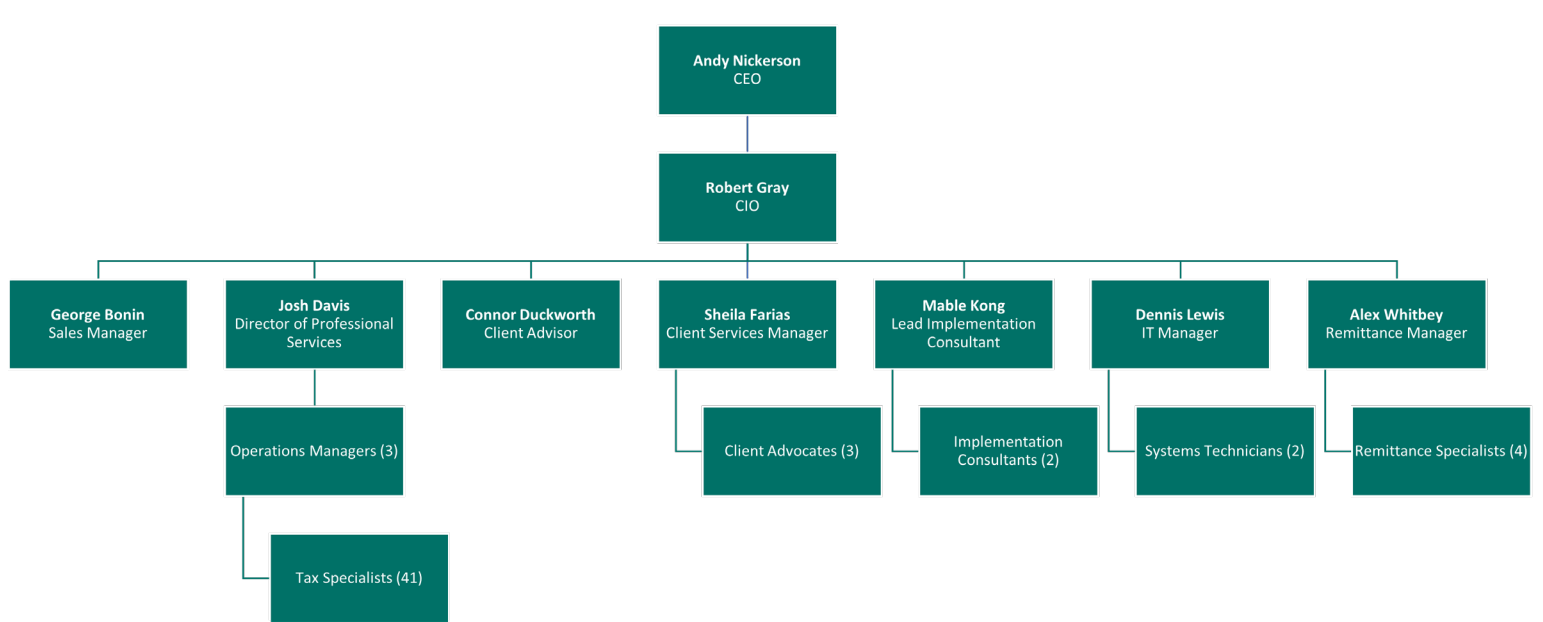 Andy Nickerson
CEO
Robert Gray
CIO
George Bonin
Sales Manager
Josh Davis
Director of Professional
Services
Connor Duckworth
Client Advisor
Sheila Farias
Client Services Manager
Mable Kong
Lead Implementation
Consultant
Dennis Lewis
IT Manager
Alex Whitbey
Remittance Manager
Operations Managers (3)
Client Advocates (3)
Implementation
Consultants (2)
Systems Technicians (2)
Remittance Specialists (4)
Tax Specialists (41)